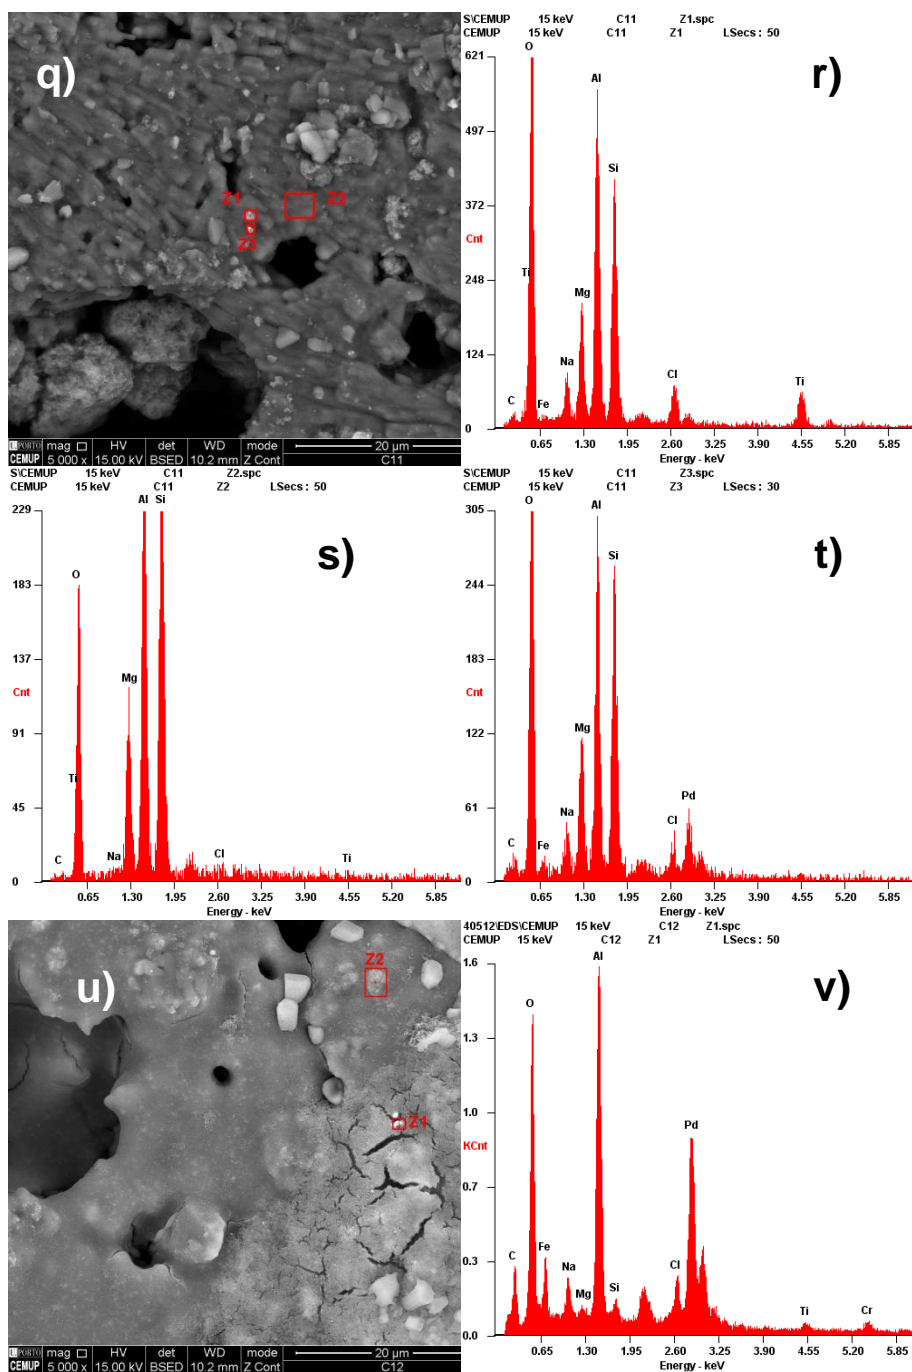 q)
Z1
Z2
Z3
U.PORTO
CEMUP
mag □ HV det WD mode
5 000 x 15.00 kV BSED 10.2 mm Z Cont
20 µm
C11
S\CEMUP 15 keV C11 Z1.spc
CEMUP 15 keV C11 Z1 LSecs : 50
r)
621
497
372
Cnt
248
124
0
O
Al
Si
Ti
Mg
Na
C
Fe
Cl
Ti
0.65 1.30 1.95 2.60 3.25 3.90 4.55 5.20 5.85
Energy - keV
S\CEMUP 15 keV C11 Z2.spc
CEMUP 15 keV C11 Z2 LSecs : 50
s)
229
183
137
Cnt
91
45
0
Al
Si
O
Mg
Ti
C
Na
Cl
Ti
0.65 1.30 1.95 2.60 3.25 3.90 4.55 5.20 5.85
Energy - keV
S\CEMUP 15 keV C11 Z3.spc
CEMUP 15 keV C11 Z3 LSecs : 30
t)
305
244
183
Cnt
122
61
0
O
Al
Si
Mg
Na
C
Fe
Cl
Pd
0.65 1.30 1.95 2.60 3.25 3.90 4.55 5.20 5.85
Energy - keV
u)
Z2
Z1
U.PORTO
CEMUP
mag □ HV det WD mode
5 000 x 15.00 kV BSED 10.2 mm Z Cont
20 µm
C12
40512\EDS\CEMUP 15 keV C12 Z1.spc
CEMUP 15 keV C12 Z1 LSecs : 50
v)
1.6
1.3
1.0
KCnt
0.7
0.3
0.0
Al
O
Pd
C
Fe
Na
Mg
Si
Cl
Ti
Cr
0.65 1.30 1.95 2.60 3.25 3.90 4.55 5.20 5.85
Energy - keV